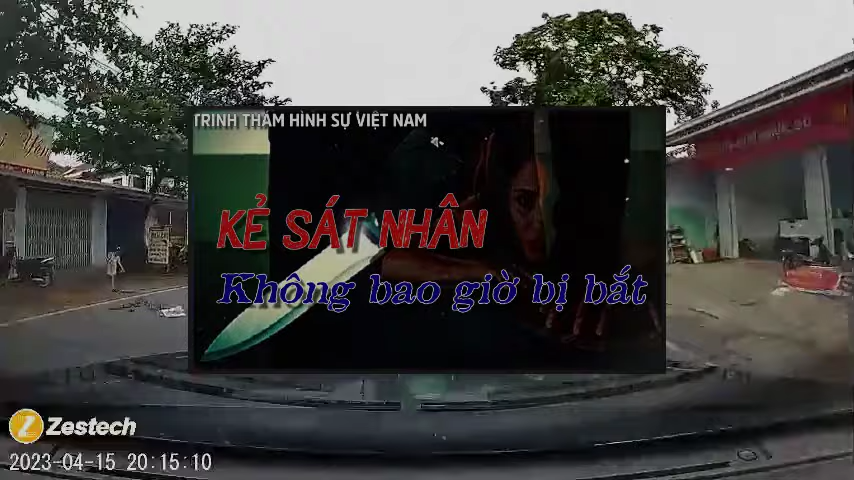 TRINH THÁM HÌNH SỰ VIỆT NAM
KẺ SÁT NHÂN
Không bao giờ bị bắt
Zestech
2023-04-15 20:15:10